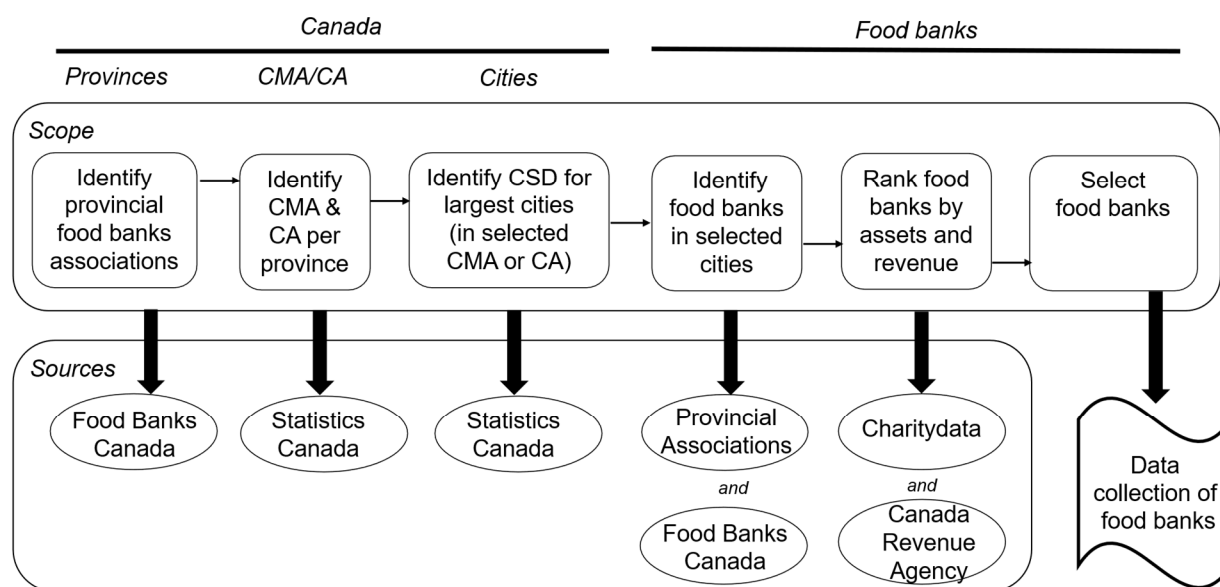 Canada
Food banks
Provinces
CMA/CA
Cities
Scope
Identify
provincial
food banks
associations
Identify
CMA &
CA per
province
Identify CSD for
largest cities
(in selected
CMA or CA)
Identify
food banks
in selected
cities
Rank food
banks by
assets and
revenue
Select
food banks
Sources
Food Banks
Canada
Statistics
Canada
Statistics
Canada
Provincial
Associations
and
Food Banks
Canada
Charitydata
and
Canada
Revenue
Agency
Data
collection of
food banks